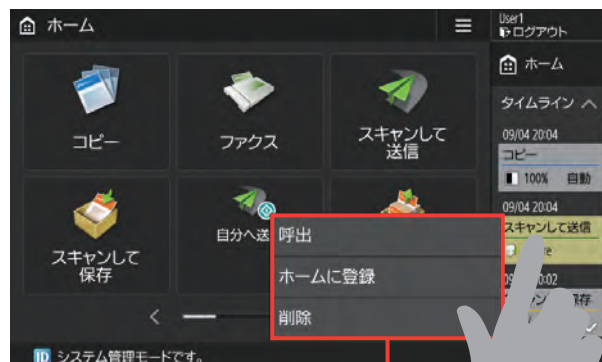 ホーム
User1
ログアウト
ホーム
タイムライン
コピー
ファクス
スキャンして
送信
09/04 20:04
コピー
100% 自動
スキャンして
保存
自分へ送
09/04 20:04
スキャンして送信
呼出
ホームに登録
削除
保存
ID システム管理モードです。